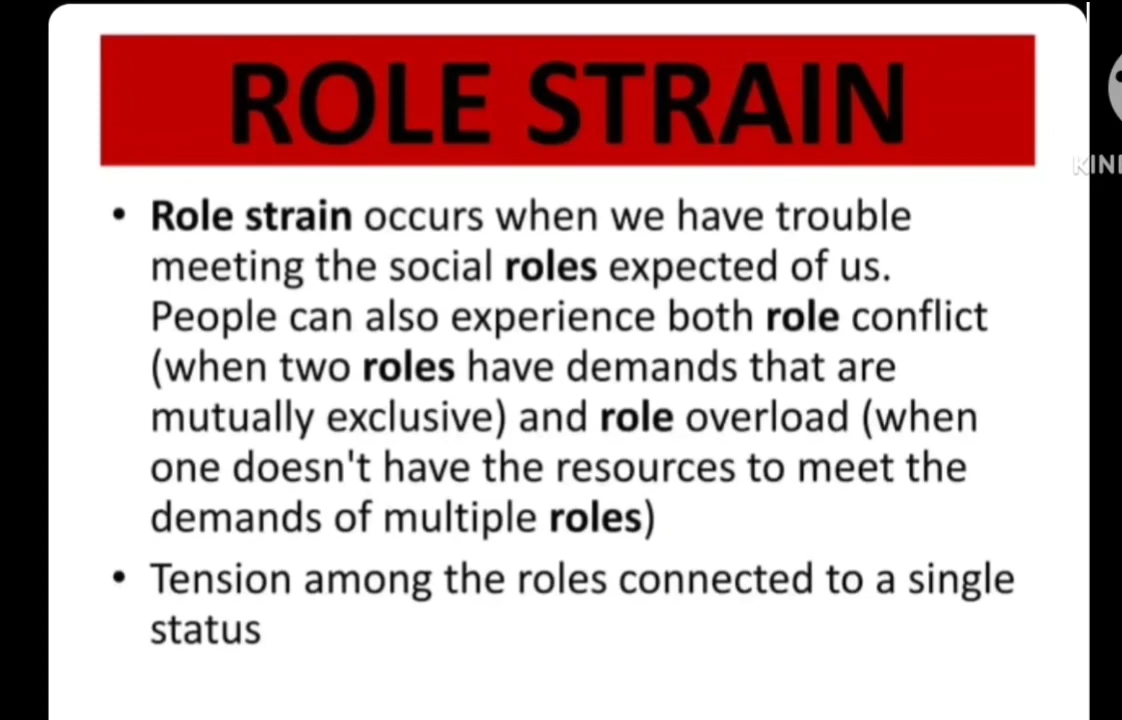 ROLE STRAIN
• Role strain occurs when we have trouble
meeting the social roles expected of us.
People can also experience both role conflict
(when two roles have demands that are
mutually exclusive) and role overload (when
one doesn't have the resources to meet the
demands of multiple roles)
• Tension among the roles connected to a single
status